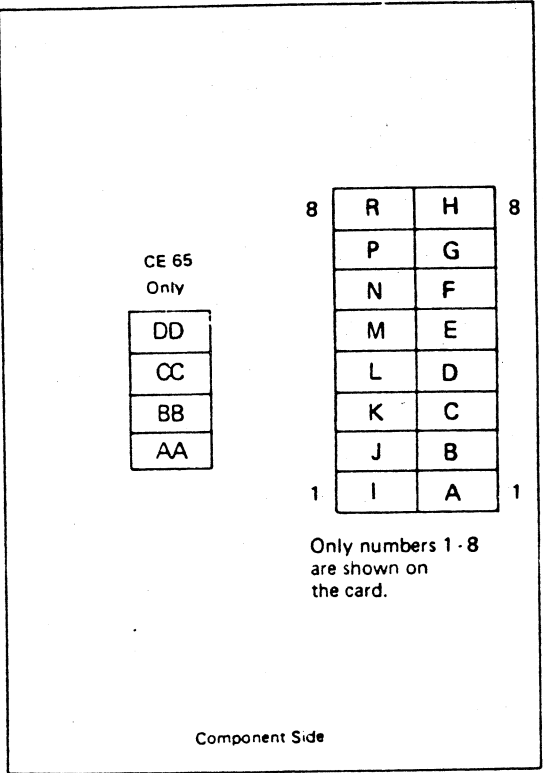 8 R H 8
P G
CE 65
Only
N F
DD M E
CC L D
BB K C
AA J B
1 I A 1
Only numbers 1 - 8
are shown on
the card.
Component Side